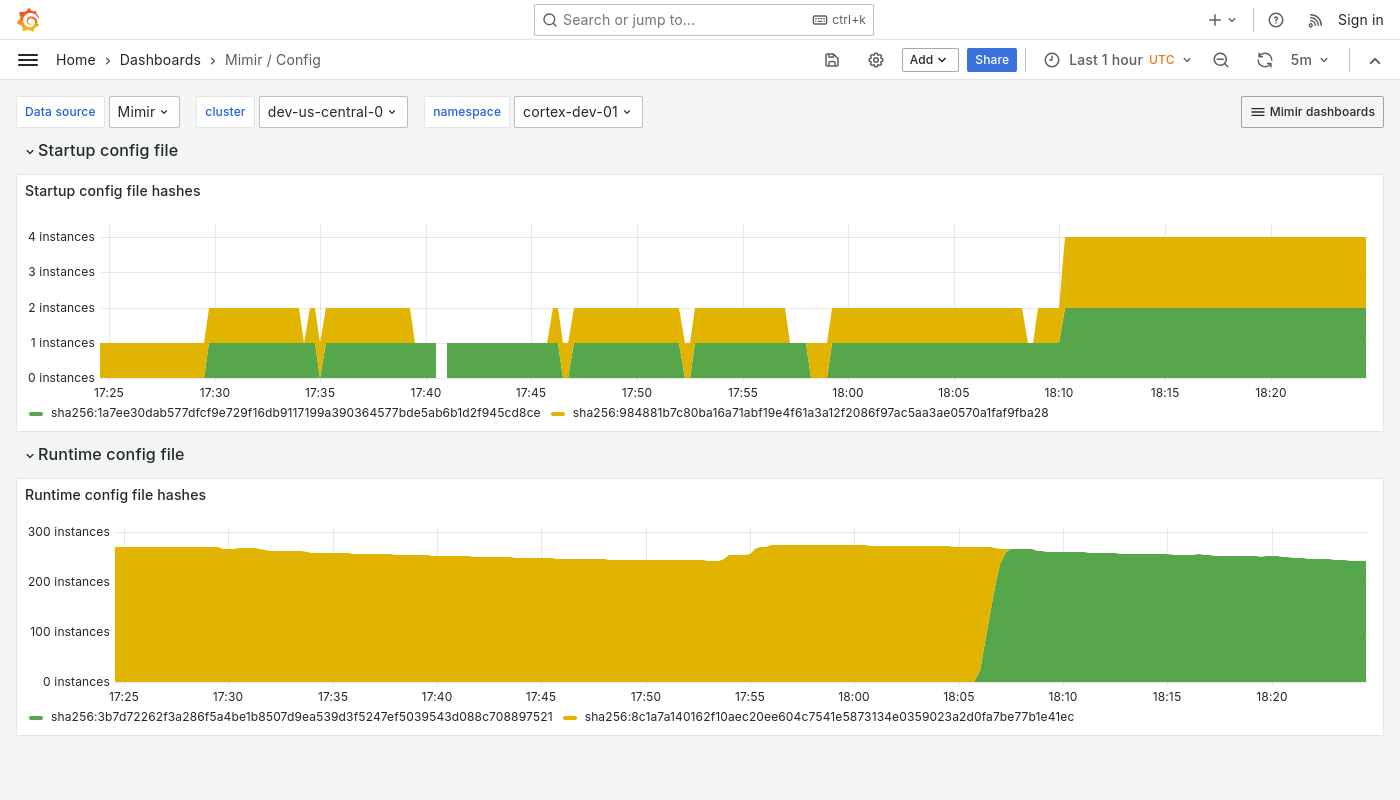 Search or jump to...
ctrl+k
Sign in
Home
Dashboards
Mimir / Config
Add
Share
Last 1 hour UTC
5m
Data source
Mimir
cluster
dev-us-central-0
namespace
cortex-dev-01
Mimir dashboards
Startup config file
Startup config file hashes
4 instances
3 instances
2 instances
1 instances
0 instances
17:25 17:30 17:35 17:40 17:45 17:50 17:55 18:00 18:05 18:10 18:15 18:20
sha256:1a7ee30dab577dfcf9e729f16db9117199a390364577bde5ab6b1d2f945cd8ce
sha256:984881b7c80ba16a71abf19e4f61a3a12f2086f97ac5aa3ae0570a1faf9fba28
Runtime config file
Runtime config file hashes
300 instances
200 instances
100 instances
0 instances
17:25 17:30 17:35 17:40 17:45 17:50 17:55 18:00 18:05 18:10 18:15 18:20
sha256:3b7d72262f3a286f5a4be1b8507d9ea539d3f5247ef5039543d088c708897521
sha256:8c1a7a140162f10aec20ee604c7541e5873134e0359023a2d0fa7be77b1e41ec